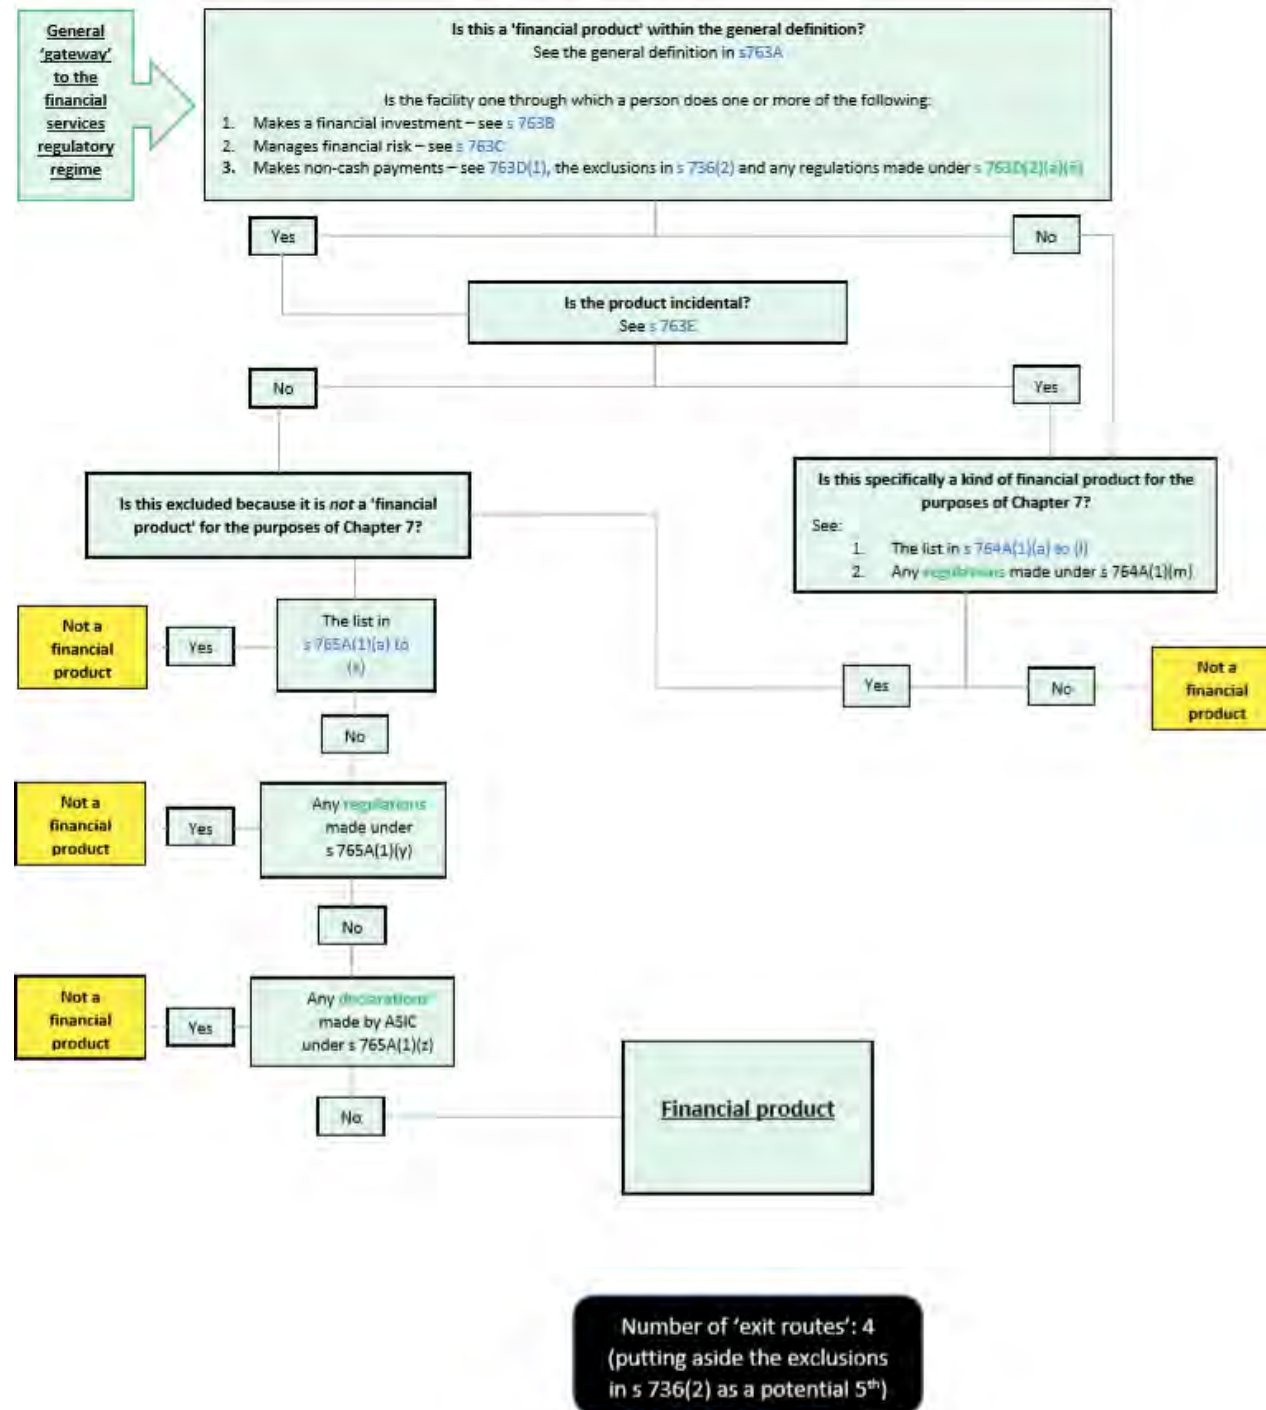 General
'gateway'
to the
financial
services
regulatory
regime
Is this a 'financial product' within the general definition?
See the general definition in s763A
Is the facility one through which a person does one or more of the following:
1. Makes a financial investment – see s 763B
2. Manages financial risk – see s 763C
3. Makes non-cash payments – see 763D(1), the exclusions in s 736(2) and any regulations made under s 763D(2)(a)(ii)
Yes
No
Is the product incidental?
See s 763E
No
Yes
Is this excluded because it is not a 'financial
product' for the purposes of Chapter 7?
Is this specifically a kind of financial product for the
purposes of Chapter 7?
See:
1. The list in s 764A(1)(a) to (l)
2. Any regulations made under s 764A(1)(m)
Not a
financial
product
Yes
The list in
s 765A(1)(a) to
Yes
No
Not a
financial
product
No
Not a
financial
product
Yes
Any regulations
made under
s 765A(1)(y)
No
Not a
financial
product
Yes
Any declarations
made by ASIC
under s 765A(1)(z)
No
Financial product
Number of 'exit routes': 4
(putting aside the exclusions
in s 736(2) as a potential 5th)